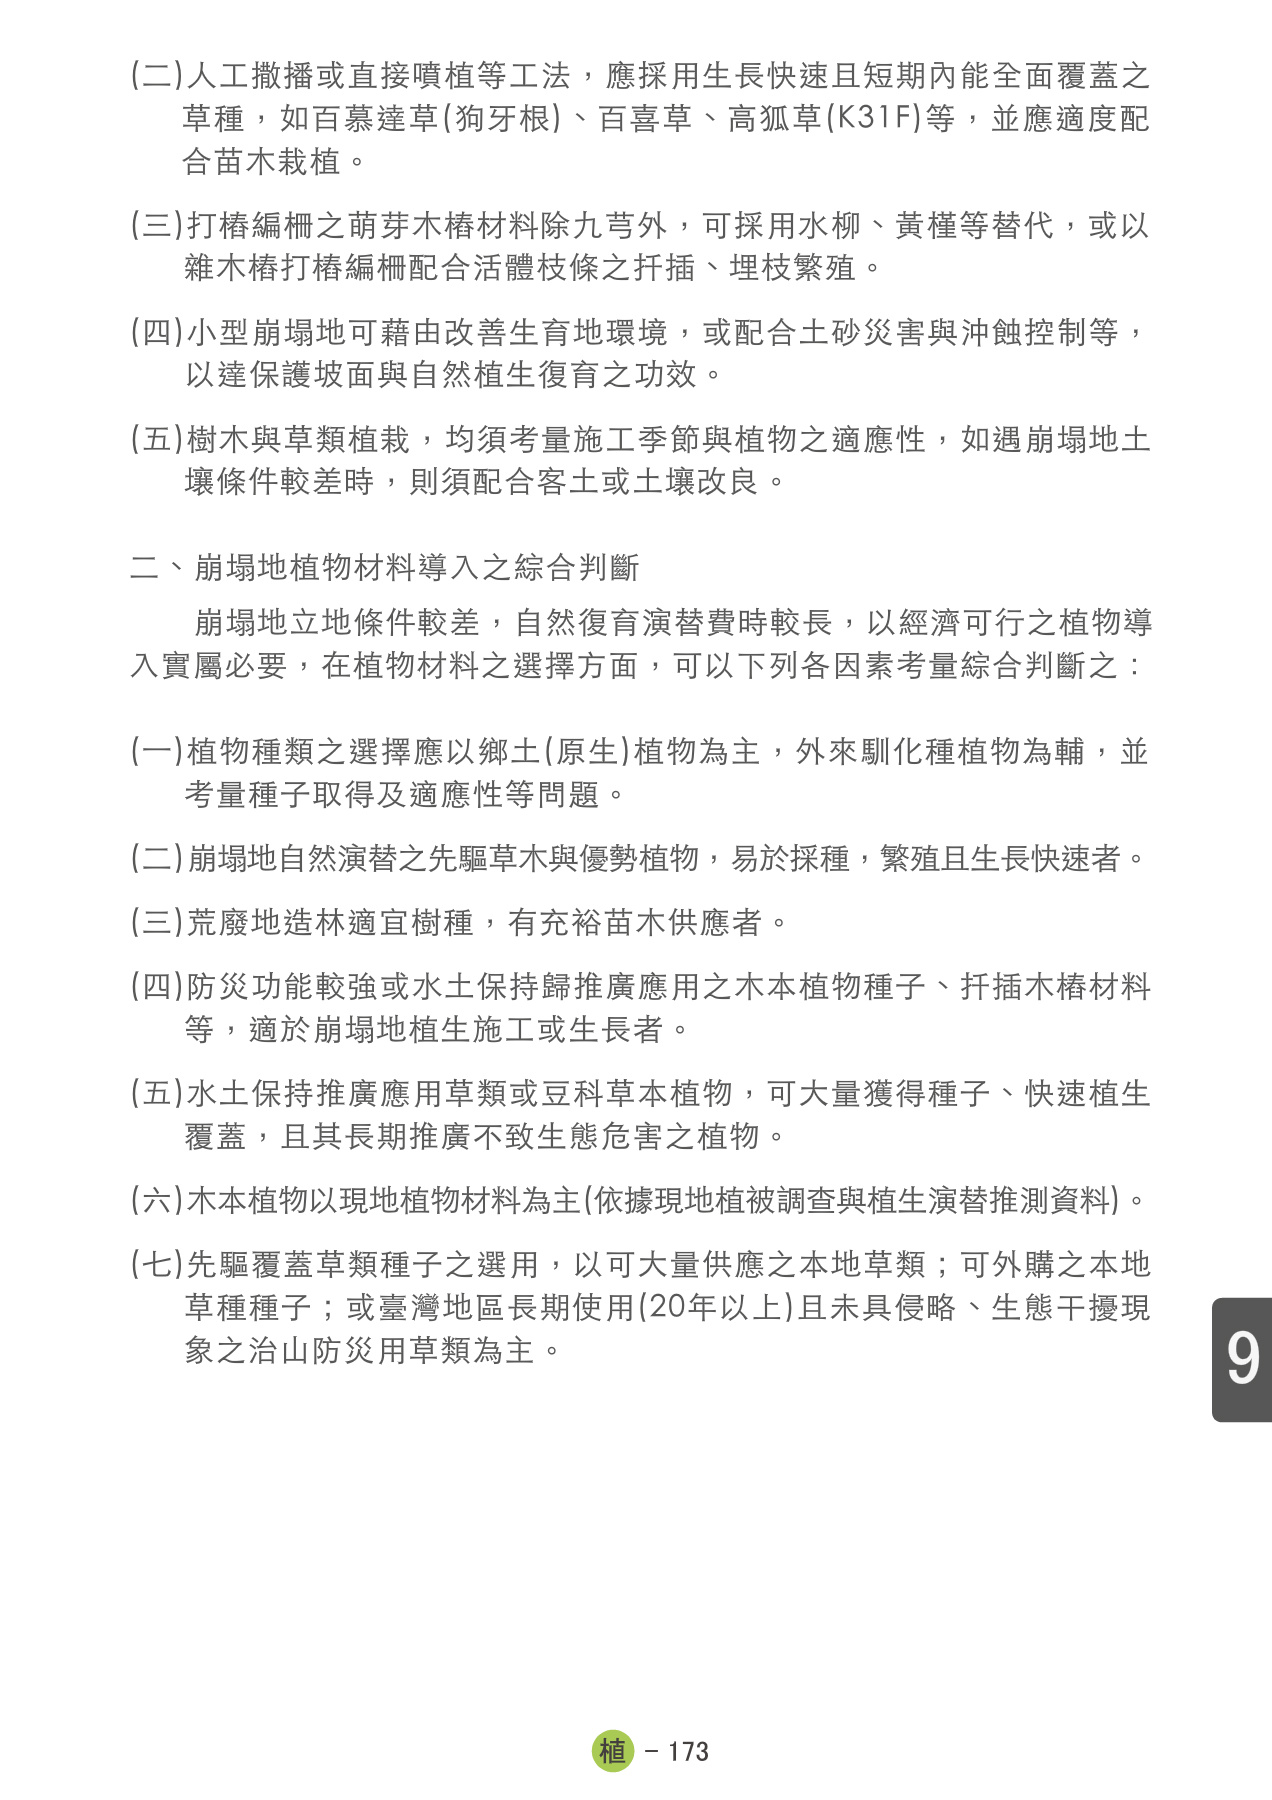 (二)人工撒播或直接噴植等工法，應採用生長快速且短期內能全面覆蓋之
草種，如百慕達草(狗牙根)、百喜草、高狐草(K31F)等，並應適度配
合苗木栽植。
(三)打樁編柵之萌芽木樁材料除九芎外，可採用水柳、黃槿等替代，或以
雜木樁打樁編柵配合活體枝條之扦插、埋枝繁殖。
(四)小型崩塌地可藉由改善生育地環境，或配合土砂災害與沖蝕控制等，
以達保護坡面與自然植生復育之功效。
(五)樹木與草類植栽，均須考量施工季節與植物之適應性，如遇崩塌地土
壤條件較差時，則須配合客土或土壤改良。
二、崩塌地植物材料導入之綜合判斷
崩塌地立地條件較差，自然復育演替費時較長，以經濟可行之植物導
入實屬必要，在植物材料之選擇方面，可以下列各因素考量綜合判斷之：
(一)植物種類之選擇應以鄉土(原生)植物為主，外來馴化種植物為輔，並
考量種子取得及適應性等問題。
(二)崩塌地自然演替之先驅草木與優勢植物，易於採種，繁殖且生長快速者。
(三)荒廢地造林適宜樹種，有充裕苗木供應者。
(四)防災功能較強或水土保持歸推廣應用之木本植物種子、扦插木樁材料
等，適於崩塌地植生施工或生長者。
(五)水土保持推廣應用草類或豆科草本植物，可大量獲得種子、快速植生
覆蓋，且其長期推廣不致生態危害之植物。
(六)木本植物以現地植物材料為主(依據現地植被調查與植生演替推測資料)。
(七)先驅覆蓋草類種子之選用，以可大量供應之本地草類；可外購之本地
草種種子；或臺灣地區長期使用(20年以上)且未具侵略、生態干擾現
象之治山防災用草類為主。
9
植 - 173